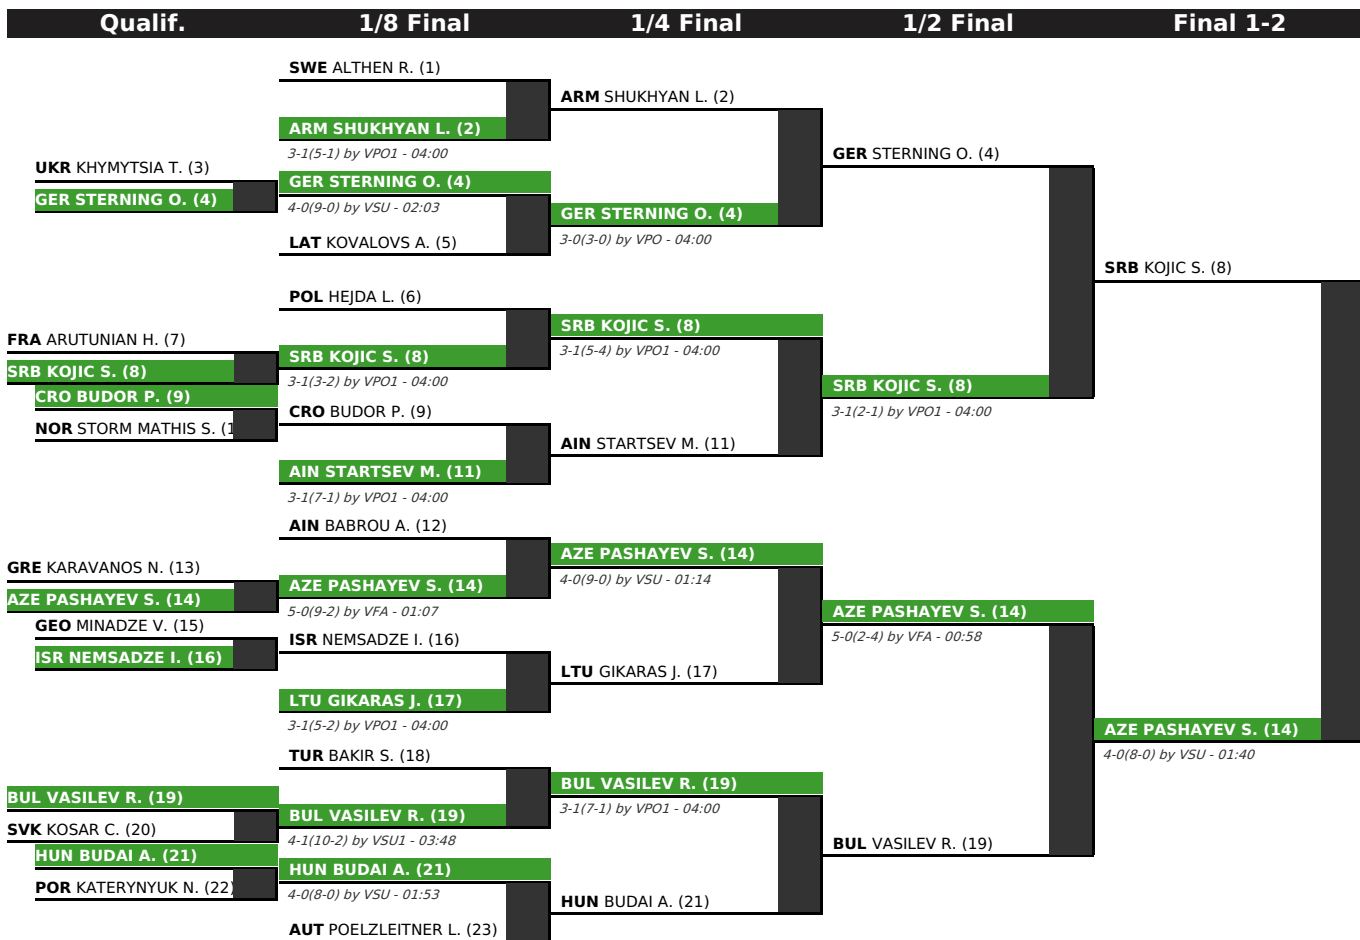 Qualif.
1/8 Final
1/4 Final
1/2 Final
Final 1-2
UKR KHYMYTSIA T. (3)
GER STERNING O. (4)
FRA ARUTUNIAN H. (7)
SRB KOJIC S. (8)
CRO BUDOR P. (9)
NOR STORM MATHIS S. (1
GRE KARAVANOS N. (13)
AZE PASHAYEV S. (14)
GEO MINADZE V. (15)
ISR NEMSADZE I. (16)
BUL VASILEV R. (19)
SVK KOSAR C. (20)
HUN BUDAI A. (21)
POR KATERYNYUK N. (22)
SWE ALTHEN R. (1)
ARM SHUKHYAN L. (2)
3-1(5-1) by VPO1 - 04:00
GER STERNING O. (4)
4-0(9-0) by VSU - 02:03
LAT KOVALOVS A. (5)
POL HEJDA L. (6)
SRB KOJIC S. (8)
3-1(3-2) by VPO1 - 04:00
CRO BUDOR P. (9)
AIN STARTSEV M. (11)
3-1(7-1) by VPO1 - 04:00
AIN BABROU A. (12)
AZE PASHAYEV S. (14)
5-0(9-2) by VFA - 01:07
ISR NEMSADZE I. (16)
LTU GIKARAS J. (17)
3-1(5-2) by VPO1 - 04:00
TUR BAKIR S. (18)
BUL VASILEV R. (19)
4-1(10-2) by VSU1 - 03:48
HUN BUDAI A. (21)
4-0(8-0) by VSU - 01:53
AUT POELZLEITNER L. (23)
ARM SHUKHYAN L. (2)
GER STERNING O. (4)
3-0(3-0) by VPO - 04:00
SRB KOJIC S. (8)
3-1(5-4) by VPO1 - 04:00
AIN STARTSEV M. (11)
AZE PASHAYEV S. (14)
4-0(9-0) by VSU - 01:14
LTU GIKARAS J. (17)
BUL VASILEV R. (19)
3-1(7-1) by VPO1 - 04:00
HUN BUDAI A. (21)
GER STERNING O. (4)
SRB KOJIC S. (8)
3-1(2-1) by VPO1 - 04:00
AZE PASHAYEV S. (14)
5-0(2-4) by VFA - 00:58
BUL VASILEV R. (19)
SRB KOJIC S. (8)
AZE PASHAYEV S. (14)
4-0(8-0) by VSU - 01:40